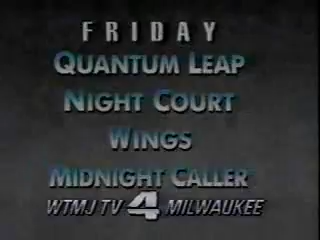 FRIDAY
QUANTUM LEAP
NIGHT COURT
WINGS
MIDNIGHT CALLER
WTMJ TV 4 MILWAUKEE